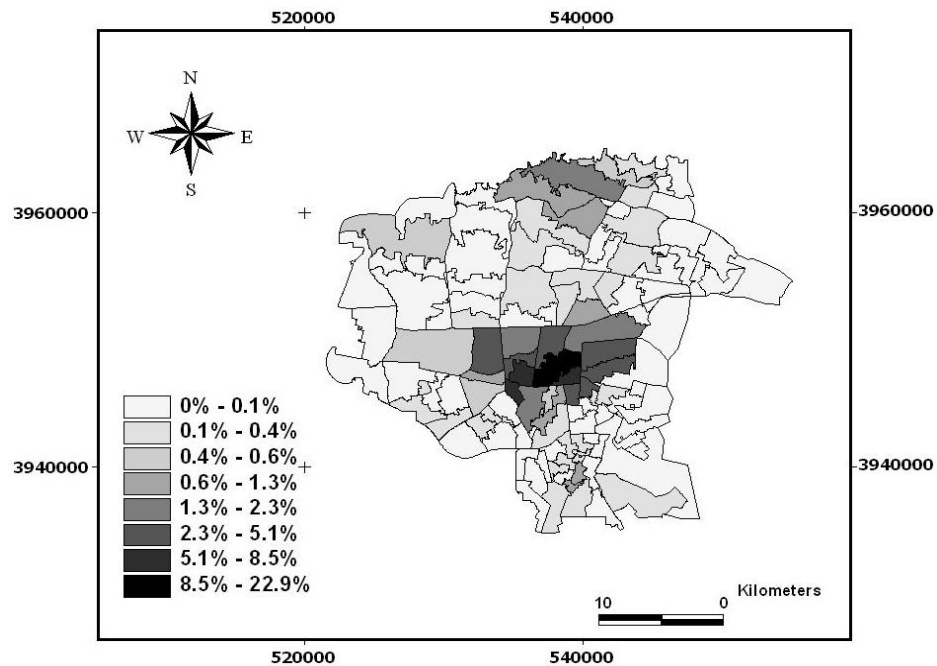 520000 540000
N
W E
S
3960000 3960000
0% - 0.1%
0.1% - 0.4%
0.4% - 0.6%
0.6% - 1.3%
1.3% - 2.3%
2.3% - 5.1%
5.1% - 8.5%
8.5% - 22.9%
3940000 3940000
Kilometers
10 0
520000 540000